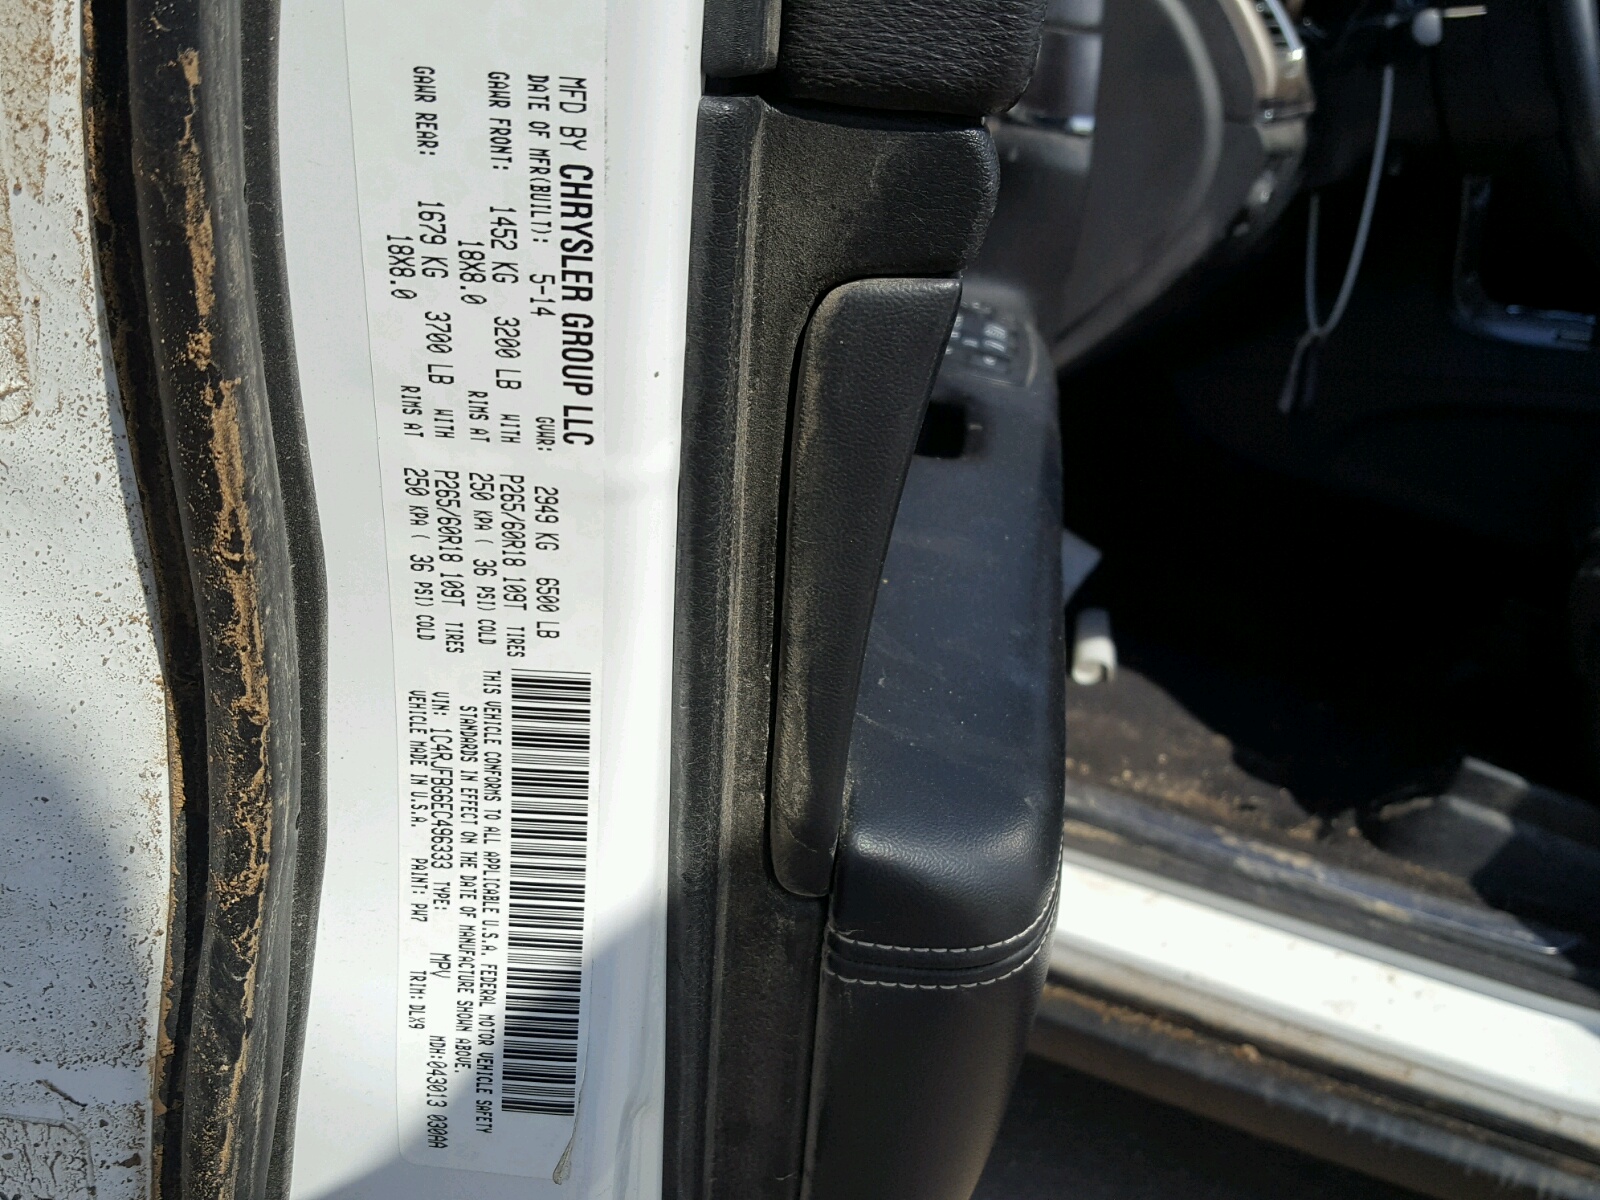 MFD BY CHRYSLER GROUP LLC
DATE OF MFR(BUILT): 5-14 GVWR: 2949 KG 6500 LB
GAWR FRONT: 1452 KG 3200 LB WITH P265/60R18 109T TIRES
18X8.0 RIMS AT 250 KPA ( 36 PSI) COLD
GAWR REAR: 1679 KG 3700 LB WITH P265/60R18 109T TIRES
18X8.0 RIMS AT 250 KPA ( 36 PSI) COLD
THIS VEHICLE CONFORMS TO ALL APPLICABLE U.S.A. FEDERAL MOTOR VEHICLE SAFETY
STANDARDS IN EFFECT ON THE DATE OF MANUFACTURE SHOWN ABOVE.
VIN: 1C4RJFBG6EC496333 TYPE: MPV MDH:043013 030AA
VEHICLE MADE IN U.S.A. PAINT: PW7 TRIM: DLX9